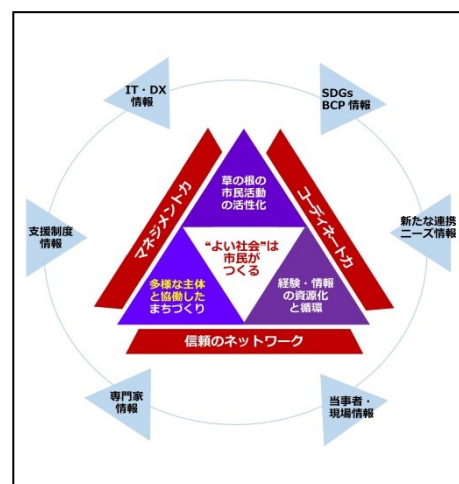 IT・DX
情報
SDGs
BCP 情報
支援制度
情報
新たな連携
ニーズ情報
専門家
情報
当事者・
現場情報
マネジメント力
コーディネート力
信頼のネットワーク
草の根の
市民活動
の活性化
“よい社会”は
市民が
つくる
多様な主体
と協働した
まちづくり
経験・情報
の資源化
と循環